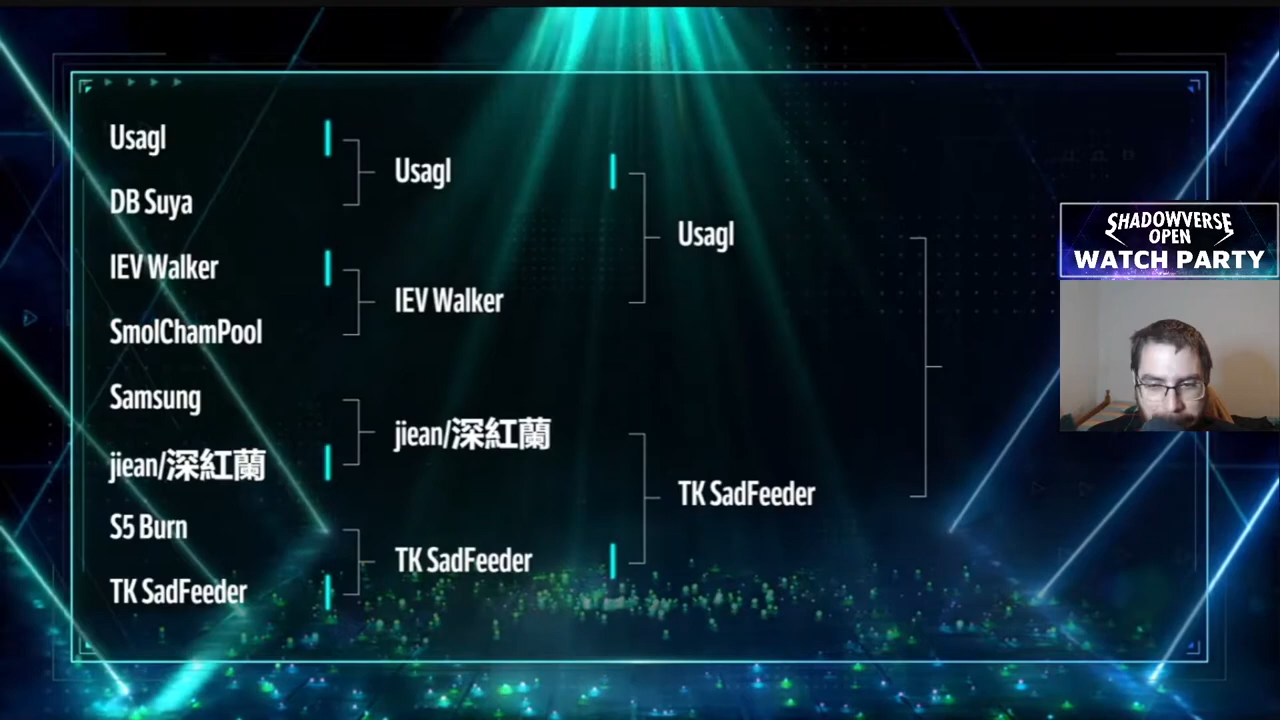 Usagl
DB Suya
IEV Walker
SmolChamPool
Samsung
jiean/深紅蘭
S5 Burn
TK SadFeeder
Usagl
IEV Walker
jiean/深紅蘭
TK SadFeeder
Usagl
TK SadFeeder
SHADOWVERSE
OPEN
WATCH PARTY